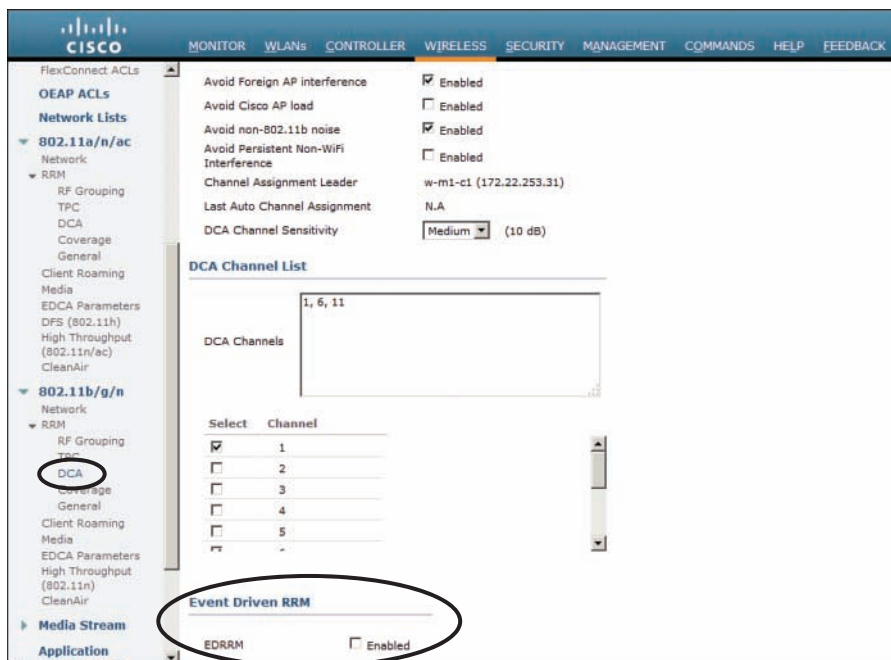 CISCO
MONITOR WLANs CONTROLLER WIRELESS SECURITY MANAGEMENT COMMANDS HELP FEEDBACK
FlexConnect ACLs
OEAP ACLs
Network Lists
802.11a/n/ac
Network
RRM
RF Grouping
TPC
DCA
Coverage
General
Client Roaming
Media
EDCA Parameters
DFS (802.11h)
High Throughput
(802.11n/ac)
CleanAir
802.11b/g/n
Network
RRM
RF Grouping
TPC
DCA
Coverage
General
Client Roaming
Media
EDCA Parameters
High Throughput
(802.11n)
CleanAir
Media Stream
Application
Avoid Foreign AP interference Enabled
Avoid Cisco AP load Enabled
Avoid non-802.11b noise Enabled
Avoid Persistent Non-WiFi
Interference Enabled
Channel Assignment Leader w-m1-c1 (172.22.253.31)
Last Auto Channel Assignment N.A
DCA Channel Sensitivity Medium (10 dB)
DCA Channel List
DCA Channels 1, 6, 11
Select Channel
1
2
3
4
5
Event Driven RRM
EDRRM Enabled